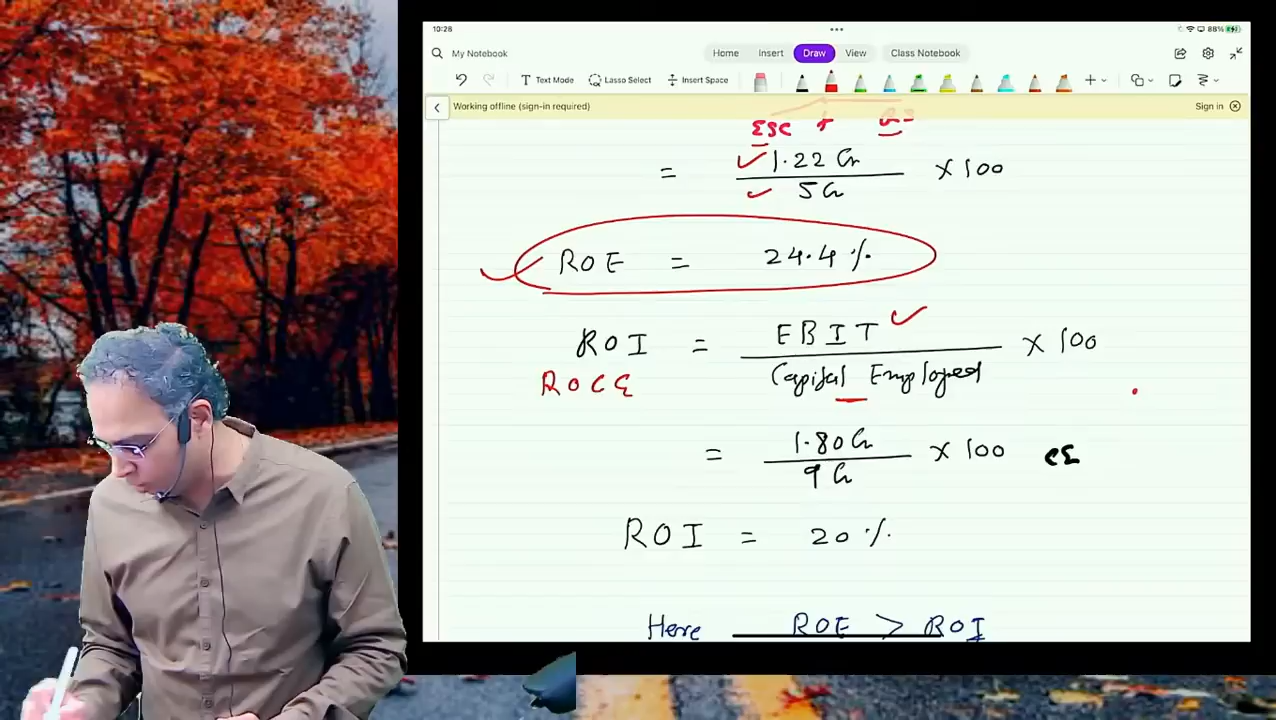 10:28 88%
My Notebook Home Insert Draw View Class Notebook
Text Mode Lasso Select Insert Space
Working offline (sign-in required) Sign in
ESC +
= 1.22 Cr / 5 Cr × 100
ROE = 24.4 %
ROI = EBIT / Capital Employed × 100
ROCE
= 1.80 Cr / 9 Cr × 100 CE
ROI = 20 %
Here ROE > ROI